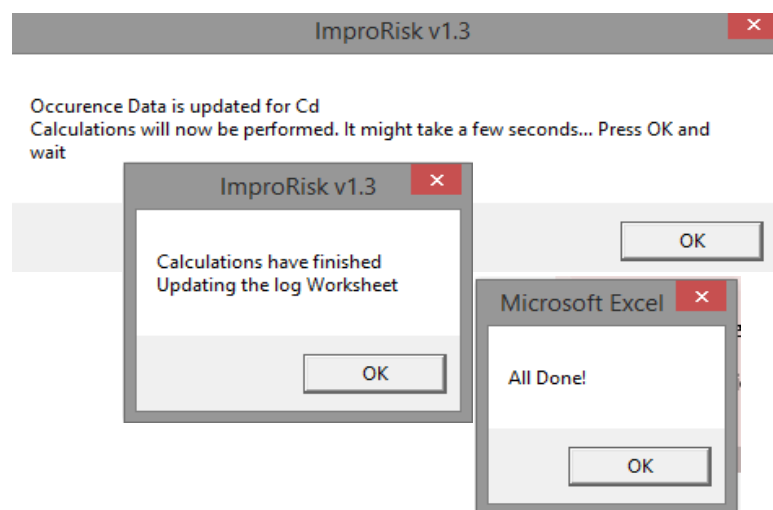 ImproRisk v1.3
Occurence Data is updated for Cd
Calculations will now be performed. It might take a few seconds... Press OK and
wait
OK
ImproRisk v1.3
Calculations have finished
Updating the log Worksheet
OK
Microsoft Excel
All Done!
OK